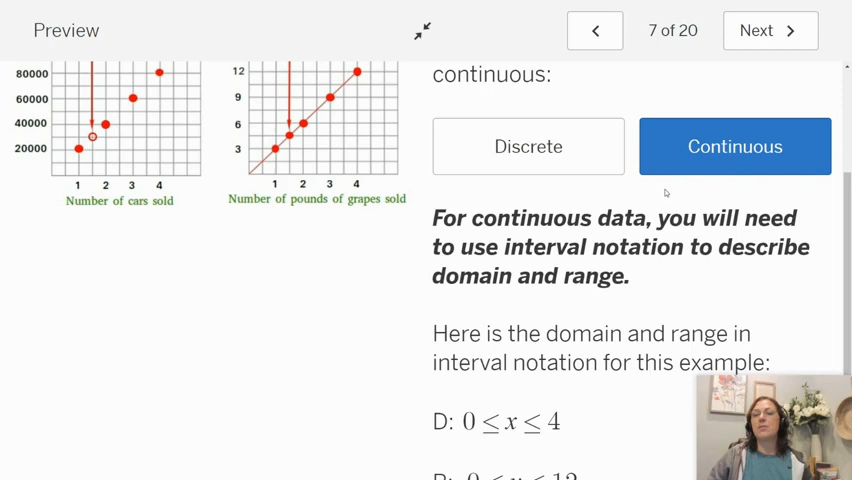 Preview
7 of 20
Next
80000
60000
40000
20000
1 2 3 4
Number of cars sold
12
9
6
3
1 2 3 4
Number of pounds of grapes sold
continuous:
Discrete
Continuous
For continuous data, you will need
to use interval notation to describe
domain and range.
Here is the domain and range in
interval notation for this example:
D: 0 ≤ x ≤ 4